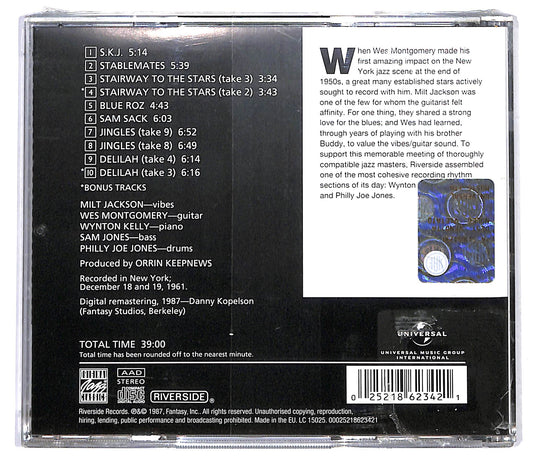 1 S.K.J. 5:14
2 STABLEMATES 5:39
3 STAIRWAY TO THE STARS (take 3) 3:34
*4 STAIRWAY TO THE STARS (take 2) 3:43
5 BLUE ROZ 4:43
6 SAM SACK 6:03
7 JINGLES (take 9) 6:52
*8 JINGLES (take 8) 6:49
9 DELILAH (take 4) 6:14
*10 DELILAH (take 3) 6:16
*BONUS TRACKS
MILT JACKSON—vibes
WES MONTGOMERY—guitar
WYNTON KELLY—piano
SAM JONES—bass
PHILLY JOE JONES—drums
Produced by ORRIN KEEPNEWS
Recorded in New York;
December 18 and 19, 1961.
Digital remastering, 1987—Danny Kopelson
(Fantasy Studios, Berkeley)
TOTAL TIME 39:00
Total time has been rounded off to the nearest minute.
When Wes Montgomery made his
first amazing impact on the New
York jazz scene at the end of
1950s, a great many established stars actively
sought to record with him. Milt Jackson was
one of the few for whom the guitarist felt
affinity. For one thing, they shared a strong
love for the blues; and Wes had learned,
through years of playing with his brother
Buddy, to value the vibes/guitar sound. To
support this memorable meeting of thoroughly
compatible jazz masters, Riverside assembled
one of the most cohesive recording rhythm
sections of its day: Wynton
and Philly Joe Jones.
UNIVERSAL
UNIVERSAL MUSIC GROUP
INTERNATIONAL
ORIGINAL
Jazz
CLASSICS
AAD
STEREO
COMPACT
disc
DIGITAL AUDIO
RIVERSIDE
0 25218 62342 1
Riverside Records. ℗&© 1987, Fantasy, Inc.. All rights reserved. Unauthorised copying, reproduction,
hiring, lending, public performance and broadcasting prohibited. Made in the EU. LC 15025. 00025218623421